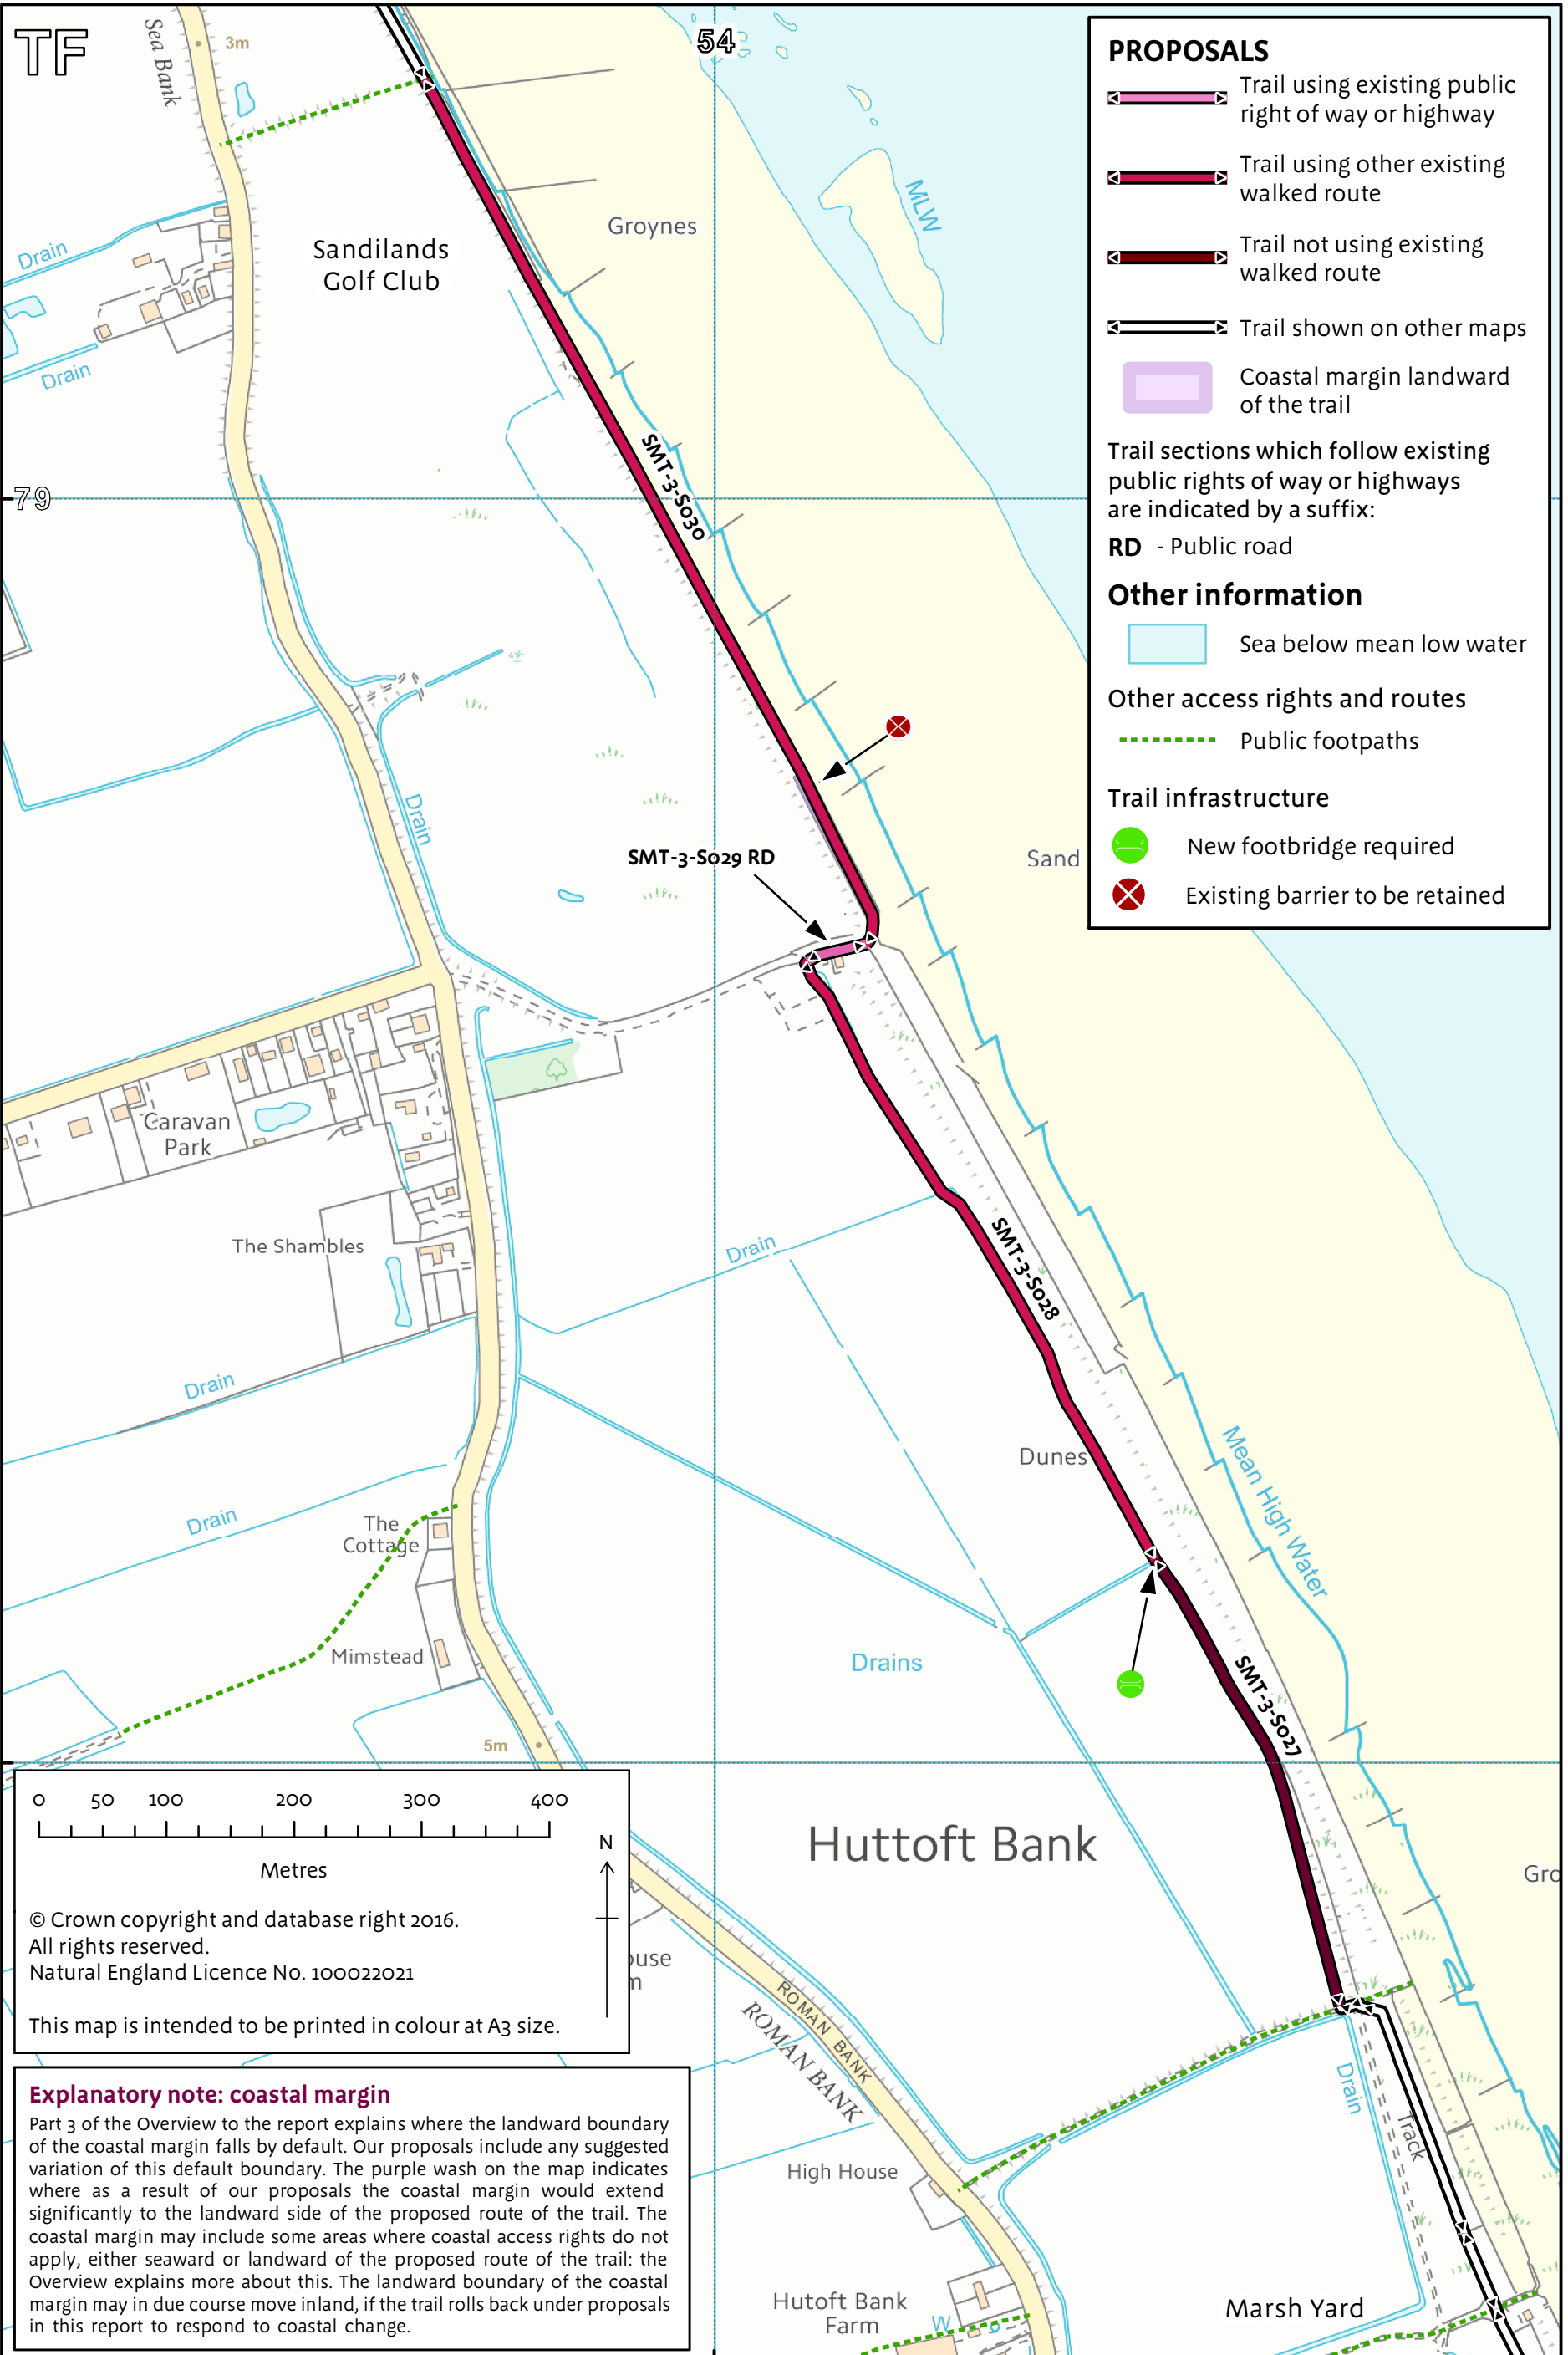 TF
Sea Bank
3m
54
MLW
Groynes
Sandilands
Golf Club
Drain
Drain
79
SMT-3-S030
Drain
SMT-3-S029 RD
Sand
Caravan
Park
The Shambles
Drain
SMT-3-S028
Drain
Dunes
Mean High Water
Drain
The
Cottage
Mimstead
Drains
SMT-3-S027
5m
Huttoft Bank
ROMAN BANK
ROMAN BANK
Drain
Track
High House
Hutoft Bank
Farm
W
Marsh Yard
PROPOSALS
Trail using existing public
right of way or highway
Trail using other existing
walked route
Trail not using existing
walked route
Trail shown on other maps
Coastal margin landward
of the trail
Trail sections which follow existing
public rights of way or highways
are indicated by a suffix:
RD - Public road
Other information
Sea below mean low water
Other access rights and routes
Public footpaths
Trail infrastructure
New footbridge required
Existing barrier to be retained
0 50 100 200 300 400
Metres
N
© Crown copyright and database right 2016.
All rights reserved.
Natural England Licence No. 100022021
This map is intended to be printed in colour at A3 size.
Explanatory note: coastal margin
Part 3 of the Overview to the report explains where the landward boundary
of the coastal margin falls by default. Our proposals include any suggested
variation of this default boundary. The purple wash on the map indicates
where as a result of our proposals the coastal margin would extend
significantly to the landward side of the proposed route of the trail. The
coastal margin may include some areas where coastal access rights do not
apply, either seaward or landward of the proposed route of the trail: the
Overview explains more about this. The landward boundary of the coastal
margin may in due course move inland, if the trail rolls back under proposals
in this report to respond to coastal change.